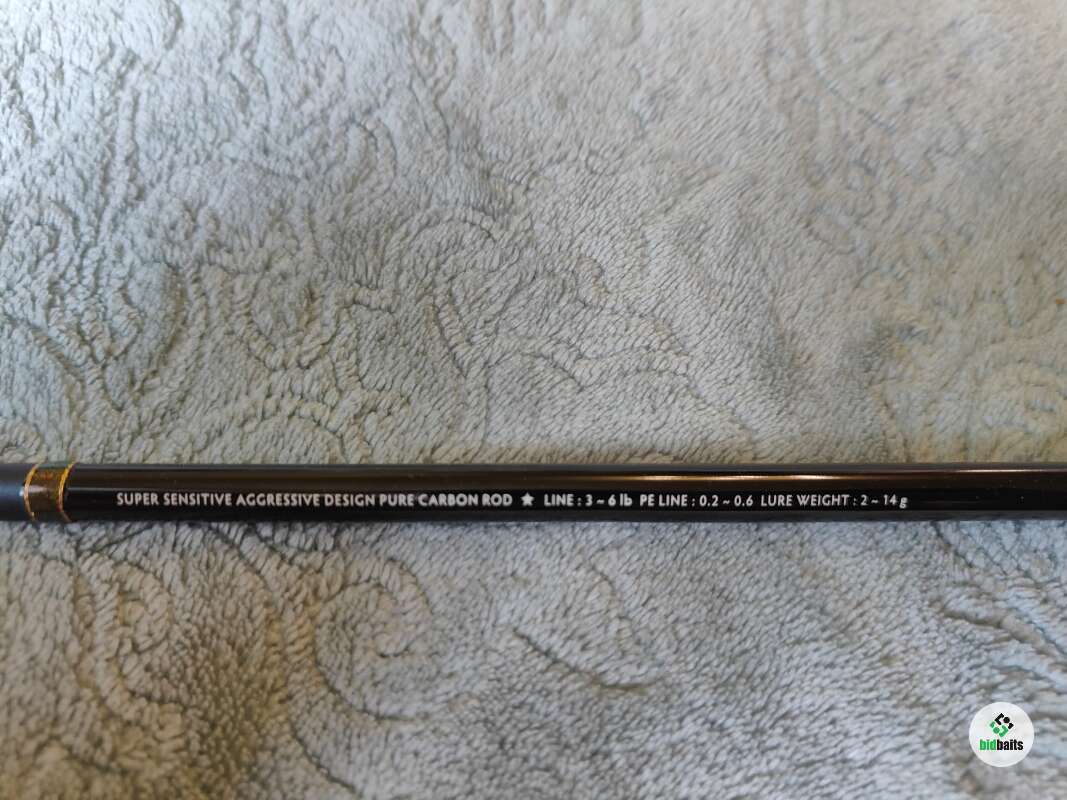 SUPER SENSITIVE AGGRESSIVE DESIGN PURE CARBON ROD ★ LINE : 3 ~ 6 lb PE LINE : 0.2 ~ 0.6 LURE WEIGHT : 2 ~ 14 g
bidbaits